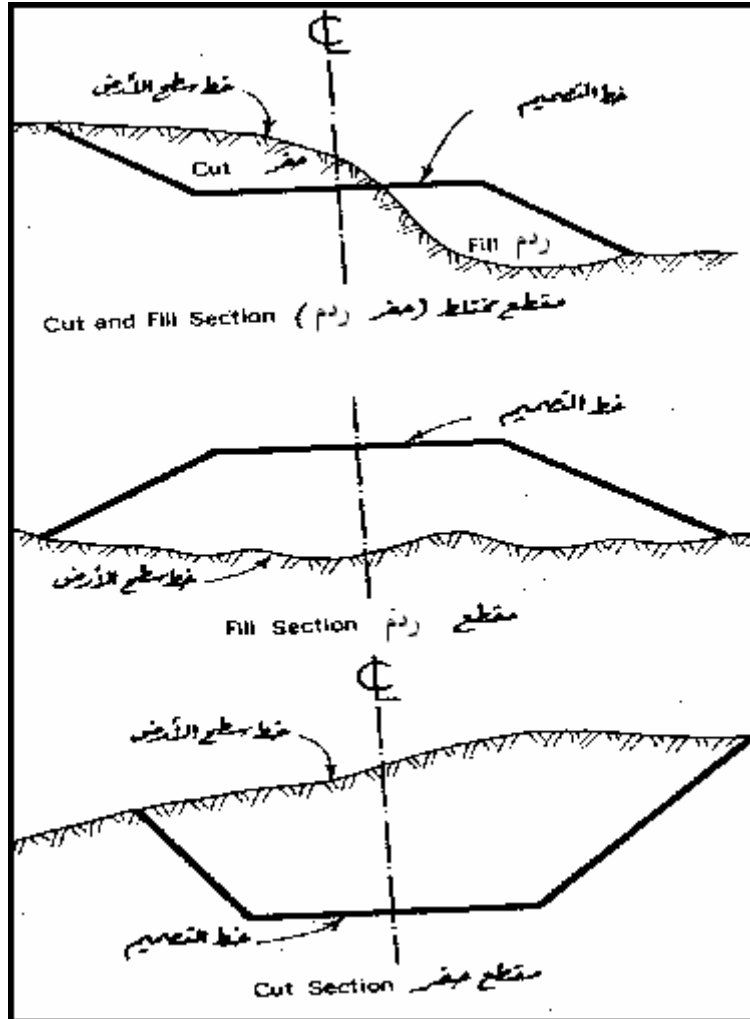 ℄
خط سطح الأرض
خط التصميم
Cut حفر
Fill ردم
Cut and Fill Section مقطع مختلط (حفر ردم)
خط التصميم
خط سطح الأرض
Fill Section مقطع ردم
℄
خط سطح الأرض
خط التصميم
Cut Section مقطع حفر